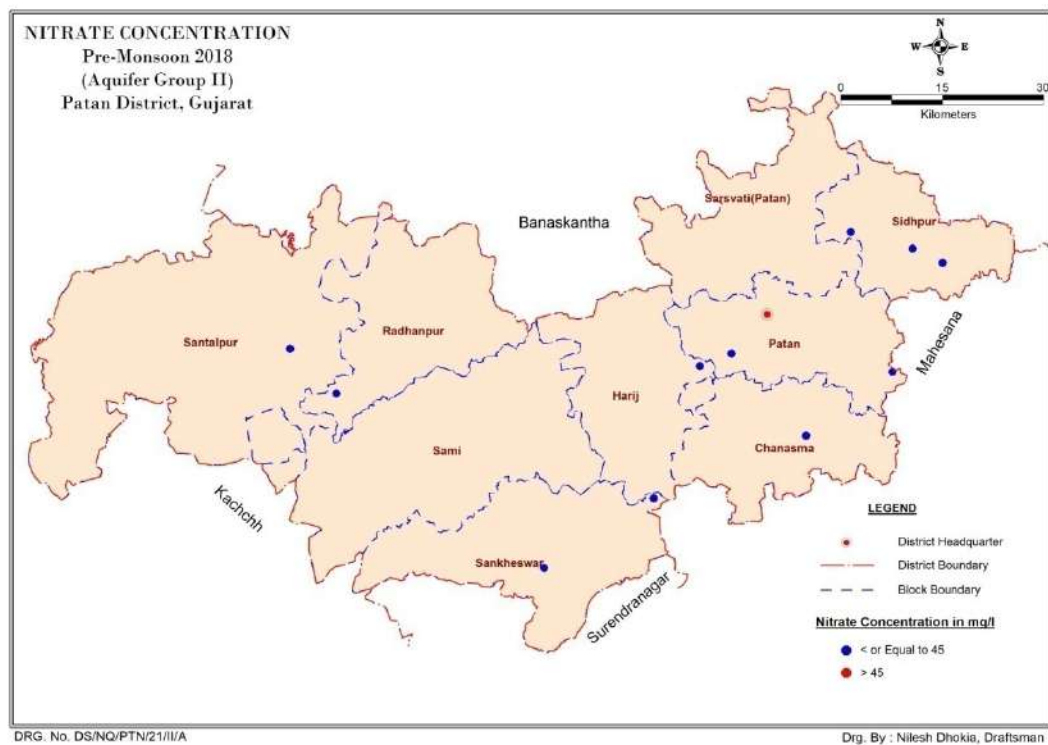 NITRATE CONCENTRATION
Pre-Monsoon 2018
(Aquifer Group II)
Patan District, Gujarat
N
W E
S
0 15 30
Kilometers
Sarsvati(Patan)
Banaskantha
Sidhpur
Santalpur
Radhanpur
Patan
Mahesana
Harij
Sami
Chanasma
Kachchh
Sankheswar
Surendranagar
LEGEND
District Headquarter
District Boundary
Block Boundary
Nitrate Concentration in mg/l
< or Equal to 45
> 45
DRG. No. DS/NQ/PTN/21/II/A
Drg. By : Nilesh Dhokia, Draftsman